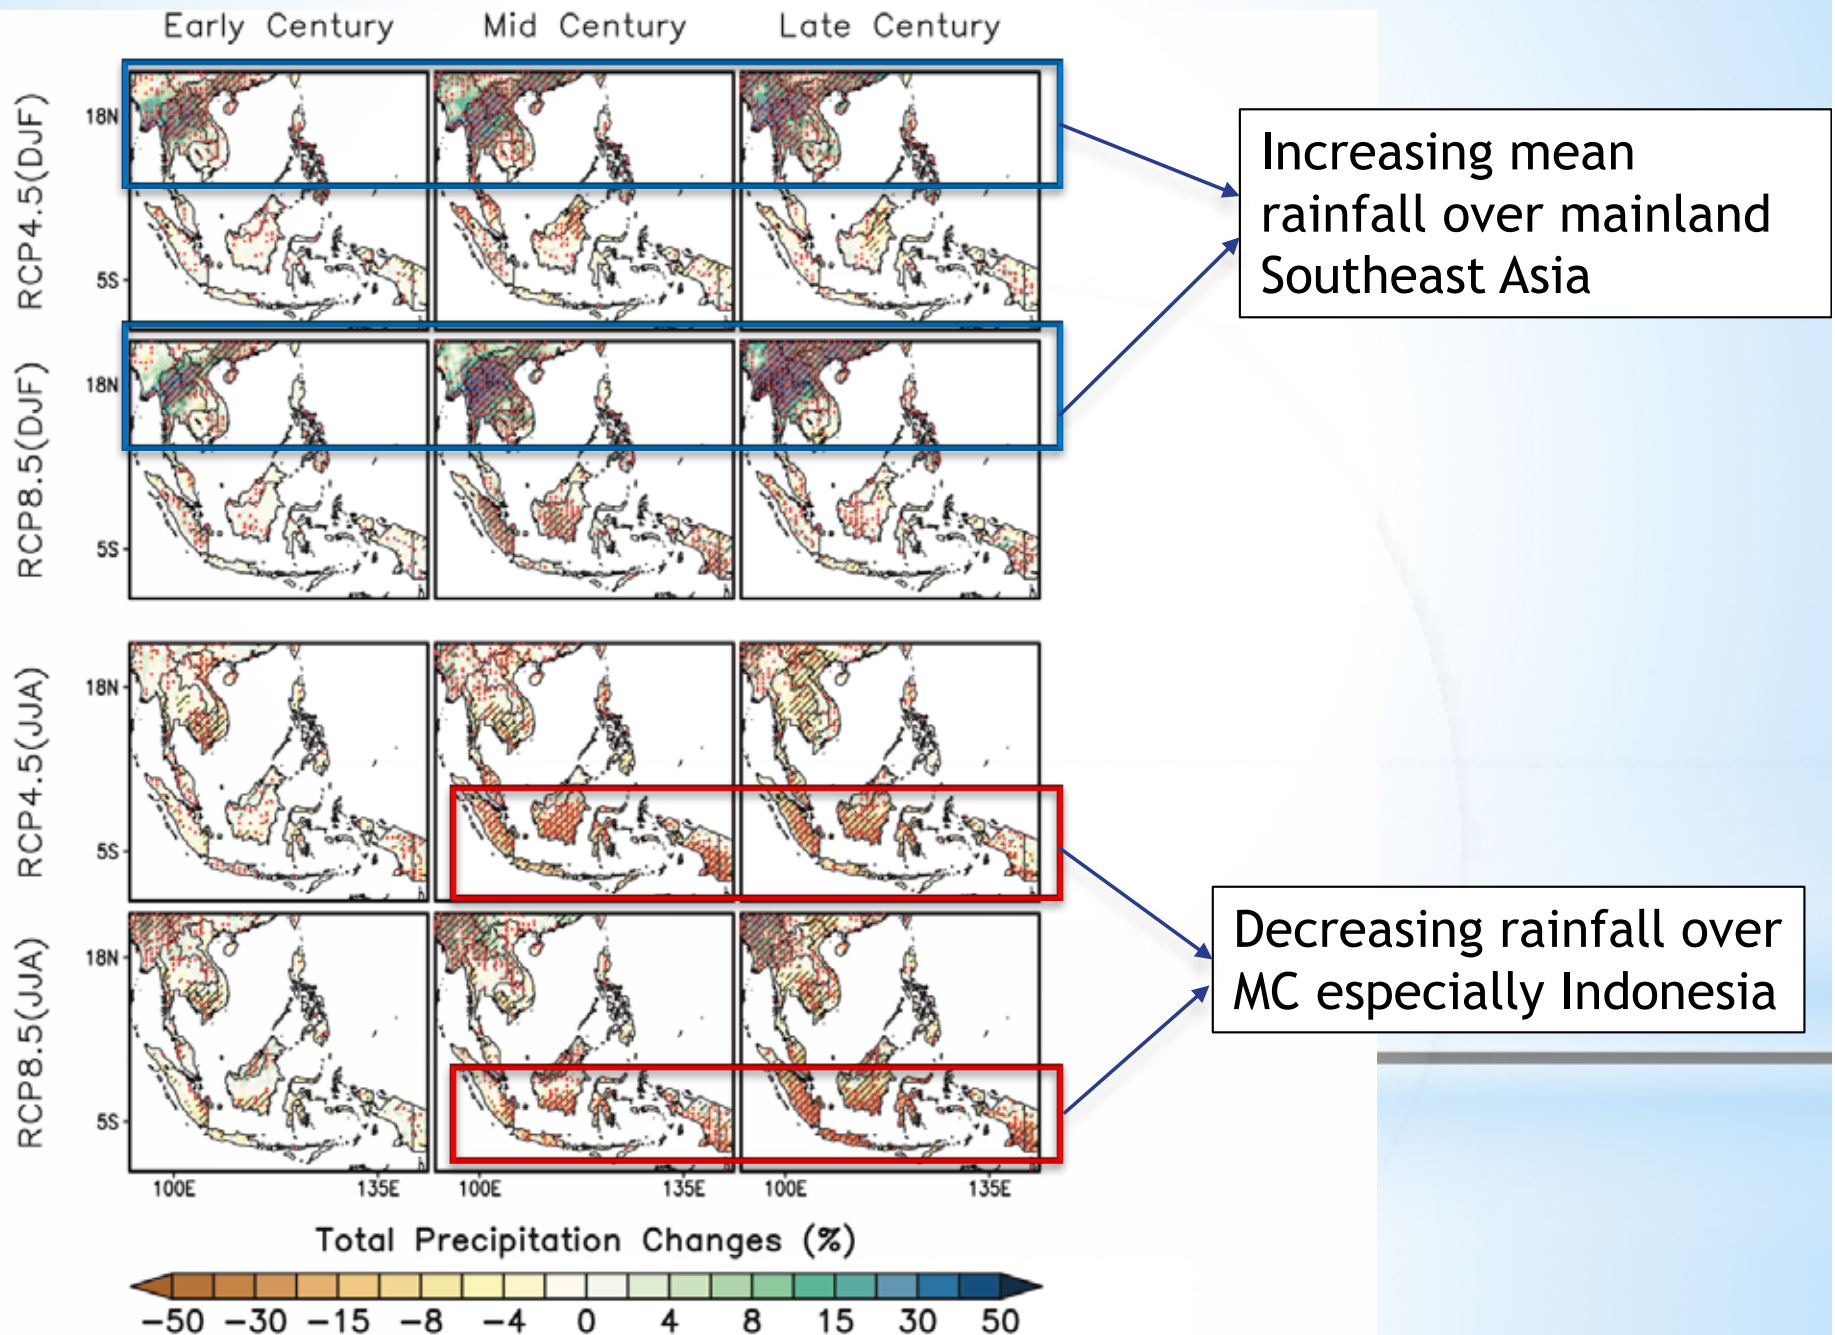 Early Century Mid Century Late Century
RCP4.5(DJF)
18N
5S
Increasing mean
rainfall over mainland
Southeast Asia
RCP8.5(DJF)
18N
5S
RCP4.5(JJA)
18N
5S
RCP8.5(JJA)
18N
5S
Decreasing rainfall over
MC especially Indonesia
100E 135E 100E 135E 100E 135E
Total Precipitation Changes (%)
−50 −30 −15 −8 −4 0 4 8 15 30 50